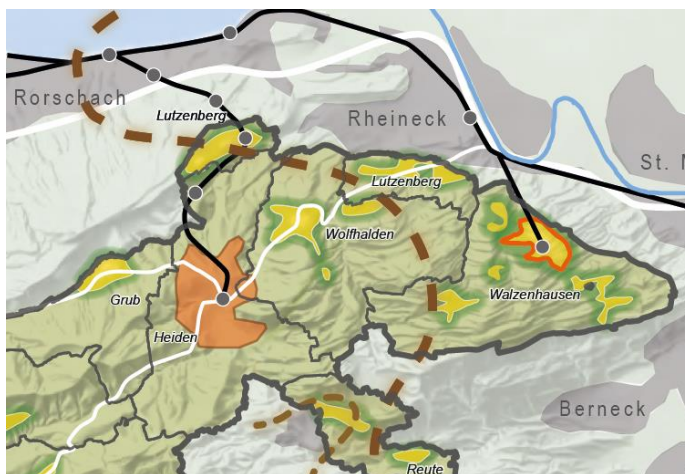 Rorschach
Lutzenberg
Rheineck
St. M
Lutzenberg
Wolfhalden
Grub
Walzenhausen
Heiden
Berneck
Reute